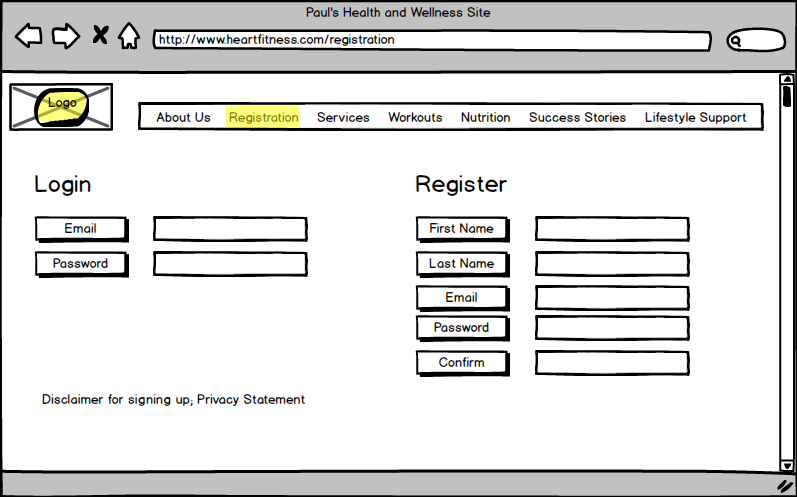 Paul's Health and Wellness Site
http://www.heartfitness.com/registration
Logo
About Us Registration Services Workouts Nutrition Success Stories Lifestyle Support
Login
Email
Password
Register
First Name
Last Name
Email
Password
Confirm
Disclaimer for signing up; Privacy Statement